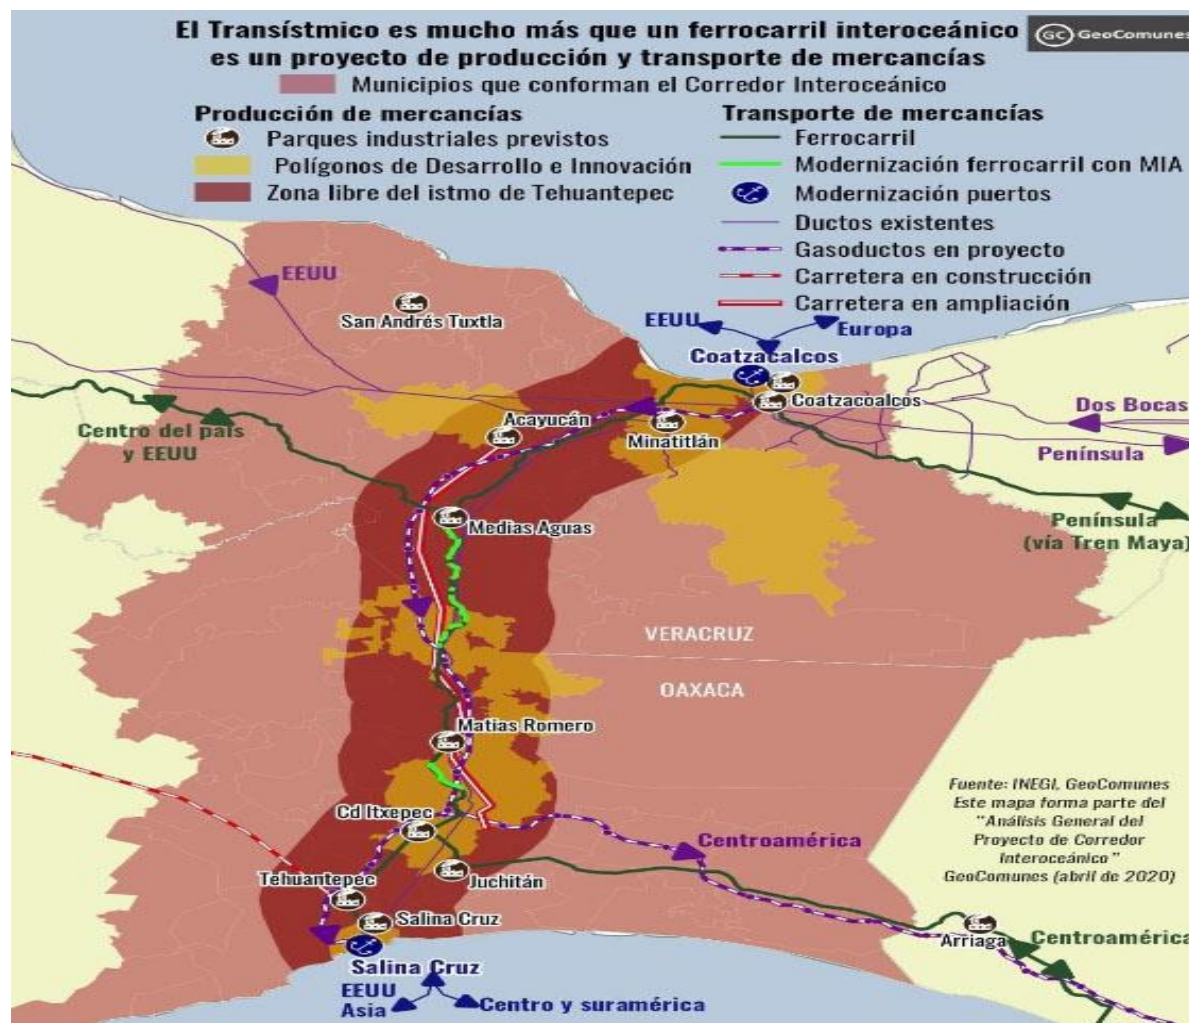 El Transístmico es mucho más que un ferrocarril interoceánico
es un proyecto de producción y transporte de mercancías
GC GeoComunes
Municipios que conforman el Corredor Interoceánico
Producción de mercancías
Parques industriales previstos
Polígonos de Desarrollo e Innovación
Zona libre del istmo de Tehuantepec
Transporte de mercancías
Ferrocarril
Modernización ferrocarril con MIA
Modernización puertos
Ductos existentes
Gasoductos en proyecto
Carretera en construcción
Carretera en ampliación
EEUU
San Andrés Tuxtla
EEUU
Europa
Coatzacalcos
Coatzacoalcos
Acayucán
Minatitlán
Dos Bocas
Península
Centro del país
y EEUU
Península
(vía Tren Maya)
Medias Aguas
VERACRUZ
OAXACA
Matias Romero
Cd Itxepec
Centroamérica
Tehuantepec
Juchitán
Salina Cruz
Arriaga
Centroamérica
Salina Cruz
EEUU
Asia
Centro y suramérica
Fuente: INEGI, GeoComunes
Este mapa forma parte del
"Análisis General del
Proyecto de Corredor
Interoceánico"
GeoComunes (abril de 2020)